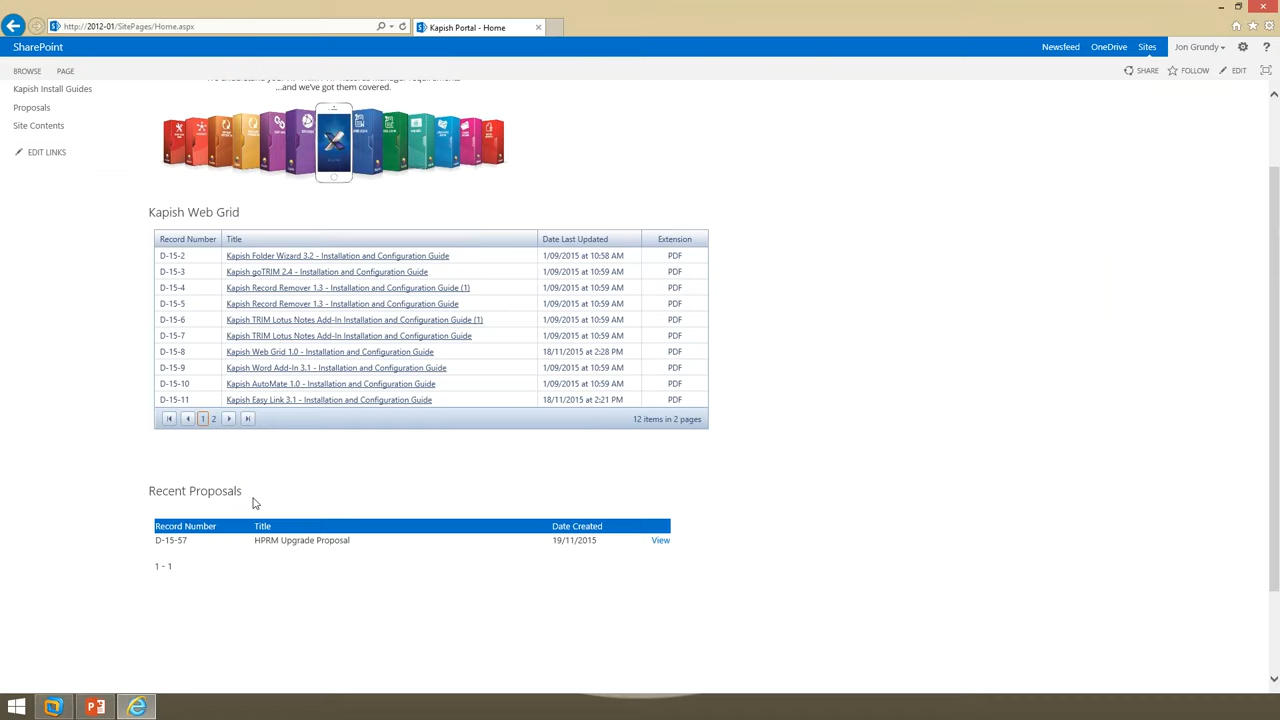 http://2012-01/SitePages/Home.aspx
Kapish Portal - Home
SharePoint
Newsfeed OneDrive Sites Jon Grundy
BROWSE PAGE
SHARE FOLLOW EDIT
Kapish Install Guides
Proposals
Site Contents
EDIT LINKS
...and we've got them covered.
Kapish Web Grid
Record Number Title Date Last Updated Extension
D-15-2 Kapish Folder Wizard 3.2 - Installation and Configuration Guide 1/09/2015 at 10:58 AM PDF
D-15-3 Kapish goTRIM 2.4 - Installation and Configuration Guide 1/09/2015 at 10:59 AM PDF
D-15-4 Kapish Record Remover 1.3 - Installation and Configuration Guide (1) 1/09/2015 at 10:59 AM PDF
D-15-5 Kapish Record Remover 1.3 - Installation and Configuration Guide 1/09/2015 at 10:59 AM PDF
D-15-6 Kapish TRIM Lotus Notes Add-In Installation and Configuration Guide (1) 1/09/2015 at 10:59 AM PDF
D-15-7 Kapish TRIM Lotus Notes Add-In Installation and Configuration Guide 1/09/2015 at 10:59 AM PDF
D-15-8 Kapish Web Grid 1.0 - Installation and Configuration Guide 18/11/2015 at 2:28 PM PDF
D-15-9 Kapish Word Add-In 3.1 - Installation and Configuration Guide 1/09/2015 at 10:59 AM PDF
D-15-10 Kapish AutoMate 1.0 - Installation and Configuration Guide 1/09/2015 at 10:59 AM PDF
D-15-11 Kapish Easy Link 3.1 - Installation and Configuration Guide 18/11/2015 at 2:21 PM PDF
1 2 12 items in 2 pages
Recent Proposals
Record Number Title Date Created
D-15-57 HPRM Upgrade Proposal 19/11/2015 View
1 - 1